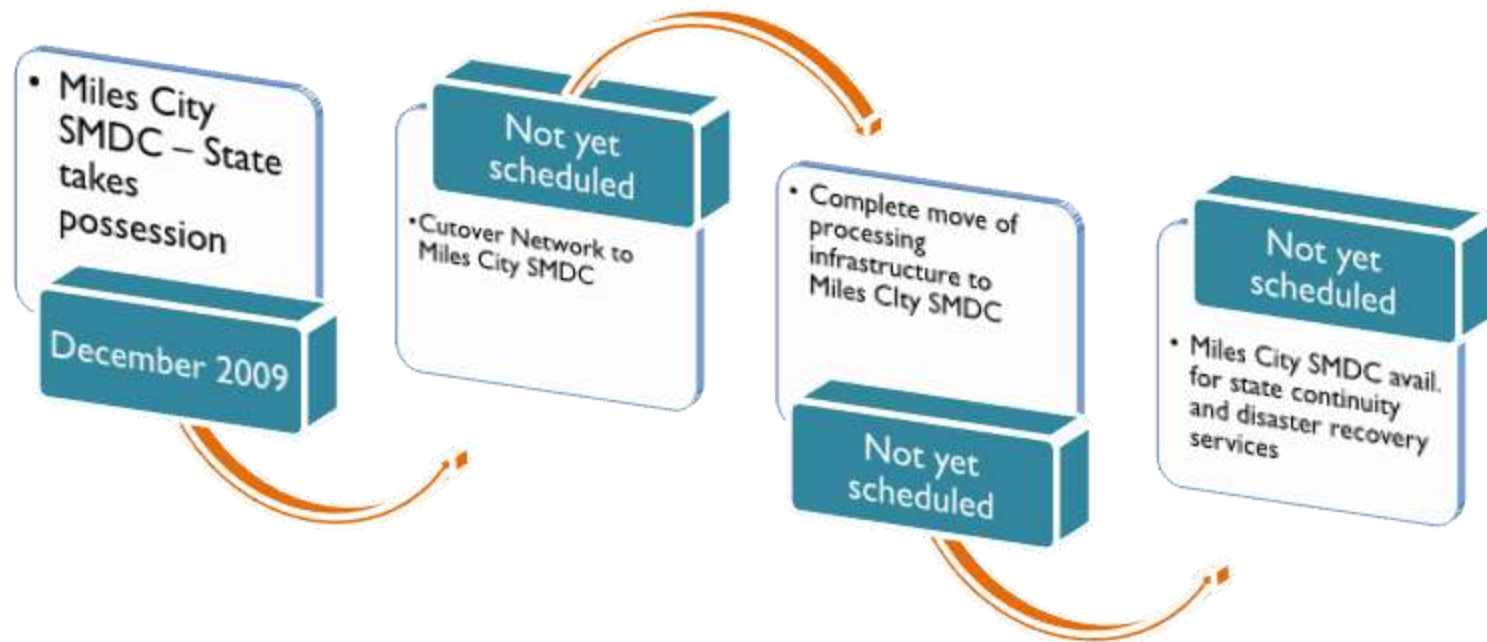 • Miles City
SMDC – State
takes
possession
December 2009
Not yet
scheduled
•Cutover Network to
Miles City SMDC
• Complete move of
processing
infrastructure to
Miles CIty SMDC
Not yet
scheduled
Not yet
scheduled
• Miles City SMDC avail.
for state continuity
and disaster recovery
services